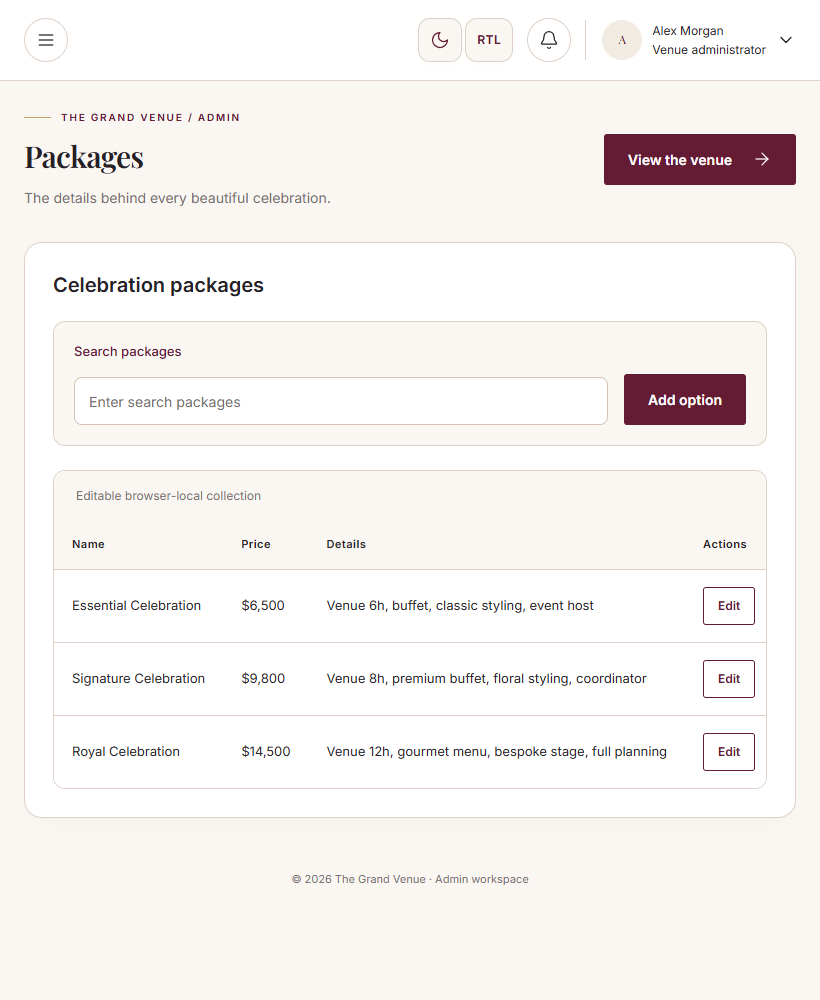 RTL
A
Alex Morgan
Venue administrator
THE GRAND VENUE / ADMIN
Packages
The details behind every beautiful celebration.
View the venue
Celebration packages
Search packages
Enter search packages
Add option
Editable browser-local collection
Name Price Details Actions
Essential Celebration $6,500 Venue 6h, buffet, classic styling, event host Edit
Signature Celebration $9,800 Venue 8h, premium buffet, floral styling, coordinator Edit
Royal Celebration $14,500 Venue 12h, gourmet menu, bespoke stage, full planning Edit
© 2026 The Grand Venue · Admin workspace